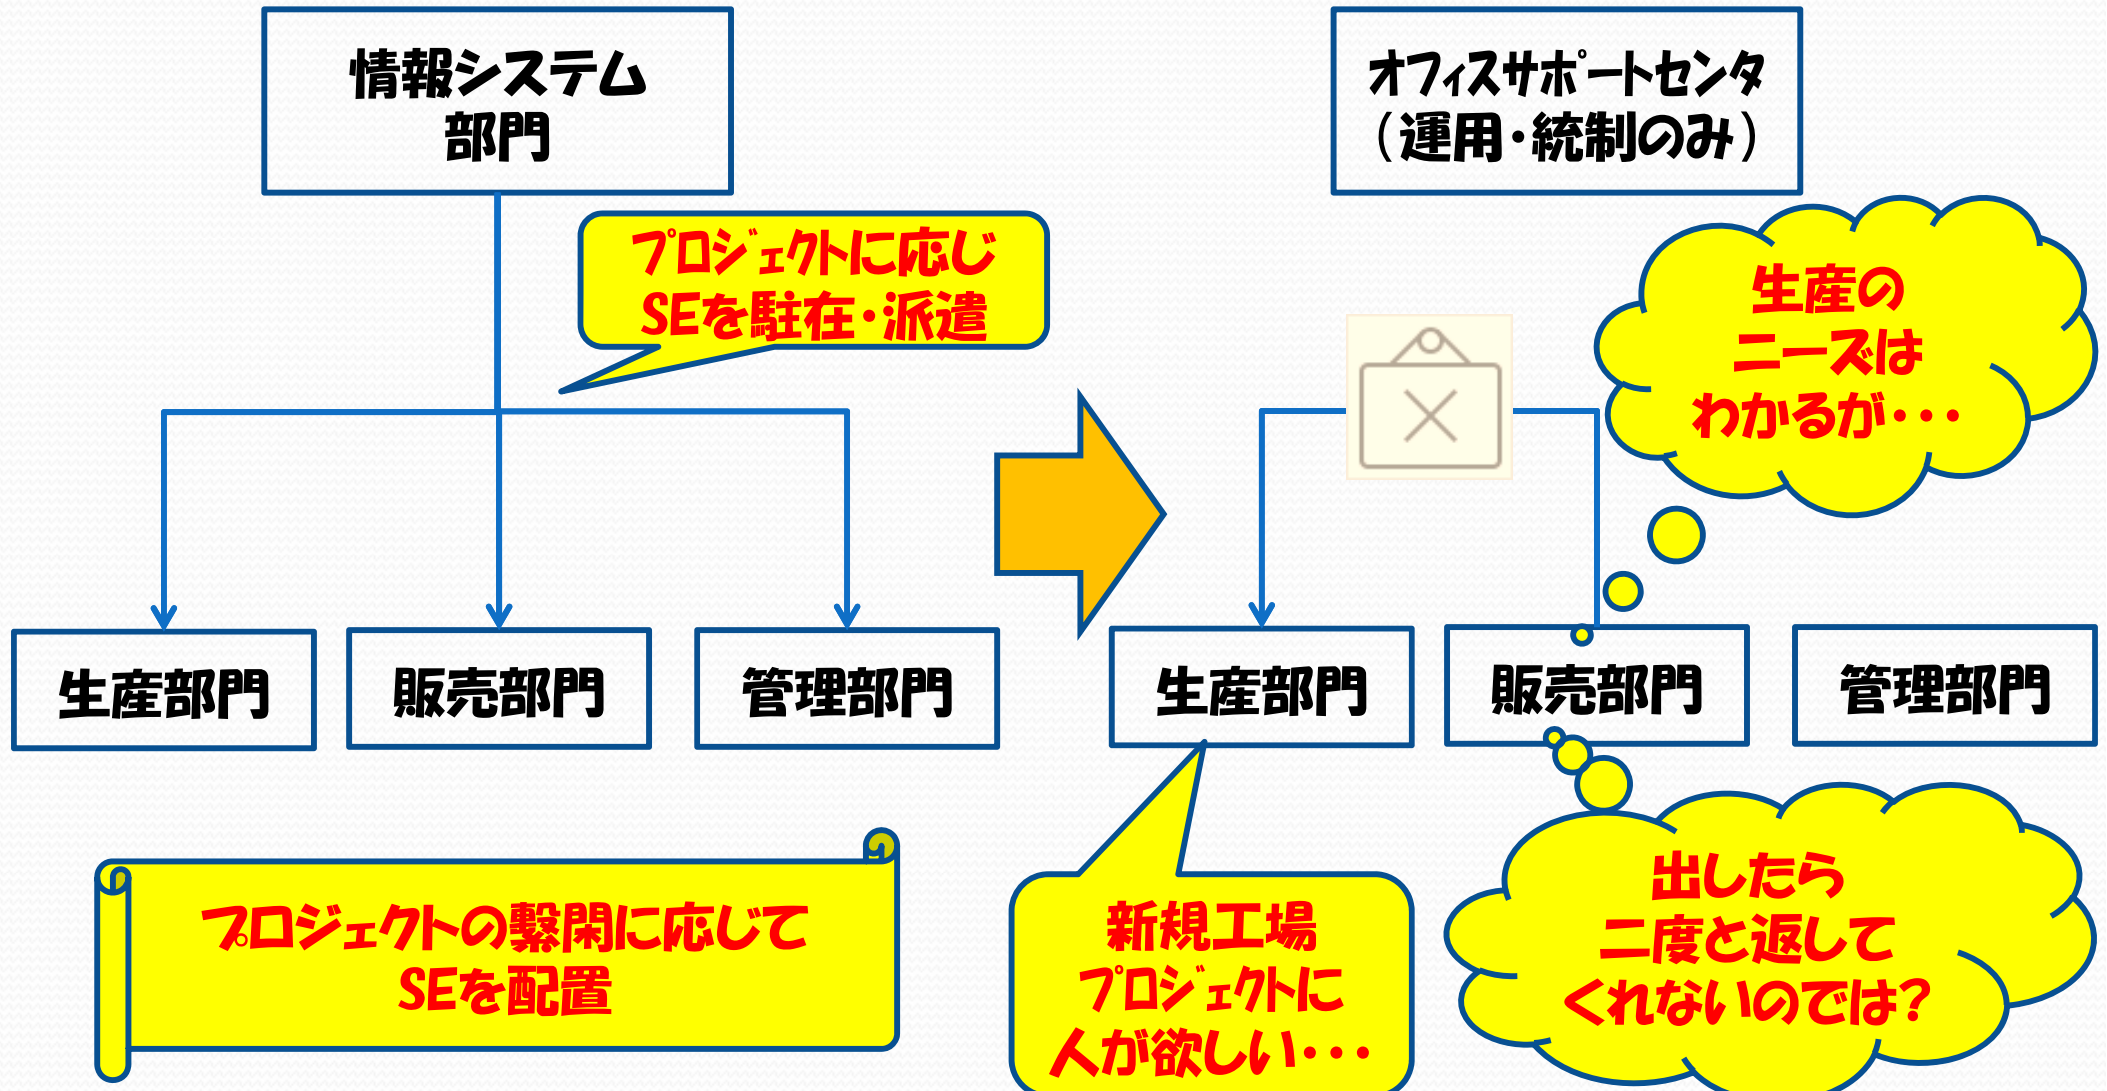 情報システム
部門
オフィスサポートセンタ
（運用・統制のみ）
プロジェクトに応じ
SEを駐在・派遣
生産の
ニーズは
わかるが・・・
生産部門
販売部門
管理部門
生産部門
販売部門
管理部門
プロジェクトの繫閑に応じて
SEを配置
新規工場
プロジェクトに
人が欲しい・・・
出したら
二度と返して
くれないのでは？